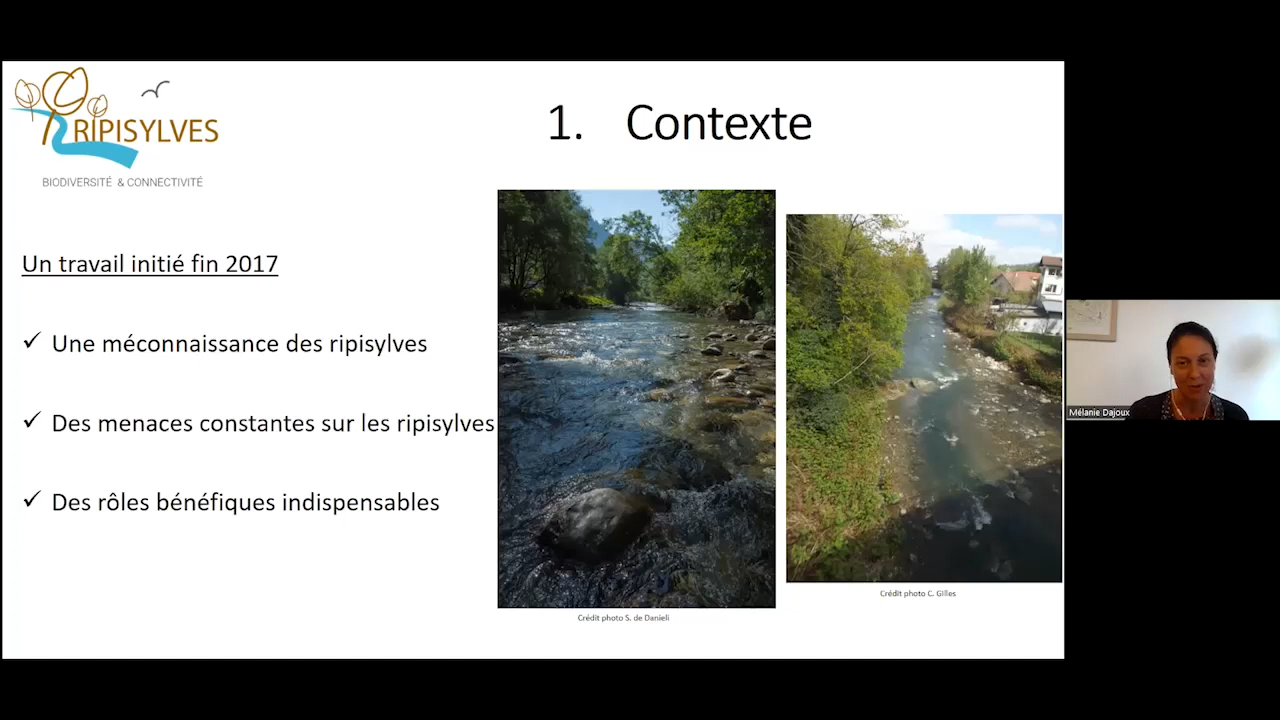 RIPISYLVES
BIODIVERSITÉ & CONNECTIVITÉ
1. Contexte
Un travail initié fin 2017
✓ Une méconnaissance des ripisylves
✓ Des menaces constantes sur les ripisylves
✓ Des rôles bénéfiques indispensables
Crédit photo S. de Danieli
Crédit photo C. Gilles
Mélanie Dajoux